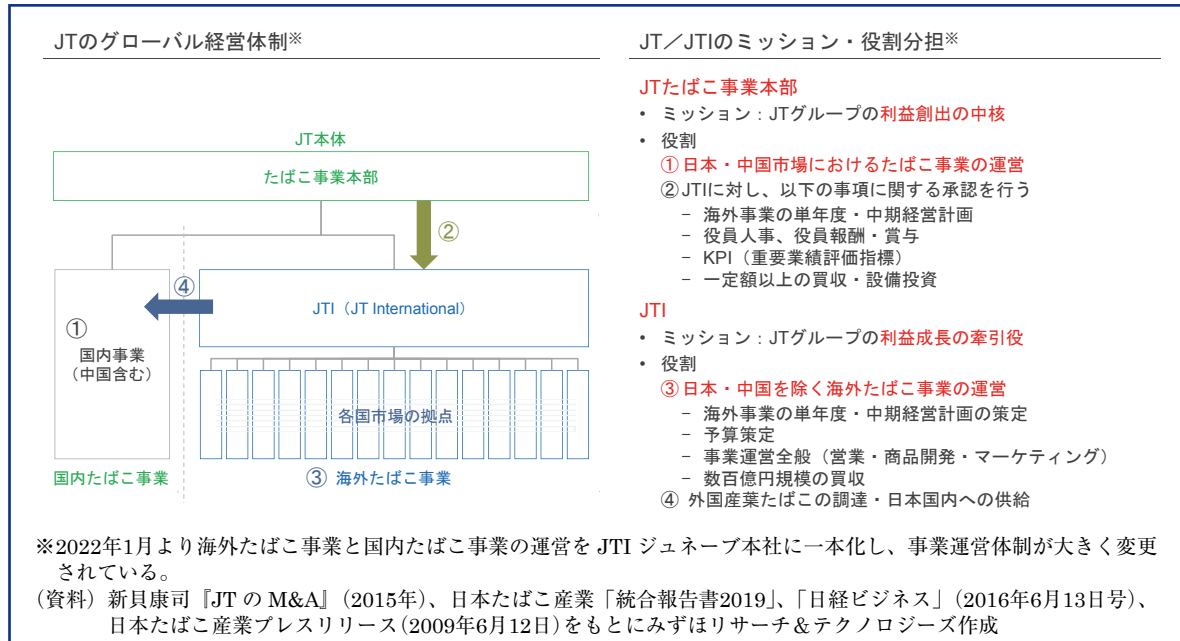 JTのグローバル経営体制※
JT本体
たばこ事業本部
②
④
JTI（JT International）
①
国内事業
（中国含む）
各国市場の拠点
国内たばこ事業
③ 海外たばこ事業
JT／JTIのミッション・役割分担※
JTたばこ事業本部
• ミッション：JTグループの利益創出の中核
• 役割
①日本・中国市場におけるたばこ事業の運営
②JTIに対し、以下の事項に関する承認を行う
− 海外事業の単年度・中期経営計画
− 役員人事、役員報酬・賞与
− KPI（重要業績評価指標）
− 一定額以上の買収・設備投資
JTI
• ミッション：JTグループの利益成長の牽引役
• 役割
③日本・中国を除く海外たばこ事業の運営
− 海外事業の単年度・中期経営計画の策定
− 予算策定
− 事業運営全般（営業・商品開発・マーケティング）
− 数百億円規模の買収
④ 外国産葉たばこの調達・日本国内への供給
※2022年1月より海外たばこ事業と国内たばこ事業の運営を JTI ジュネーブ本社に一本化し、事業運営体制が大きく変更
されている。
（資料）新貝康司『JT の M&A』（2015年）、日本たばこ産業「統合報告書2019」、「日経ビジネス」（2016年6月13日号）、
日本たばこ産業プレスリリース（2009年6月12日）をもとにみずほリサーチ＆テクノロジーズ作成